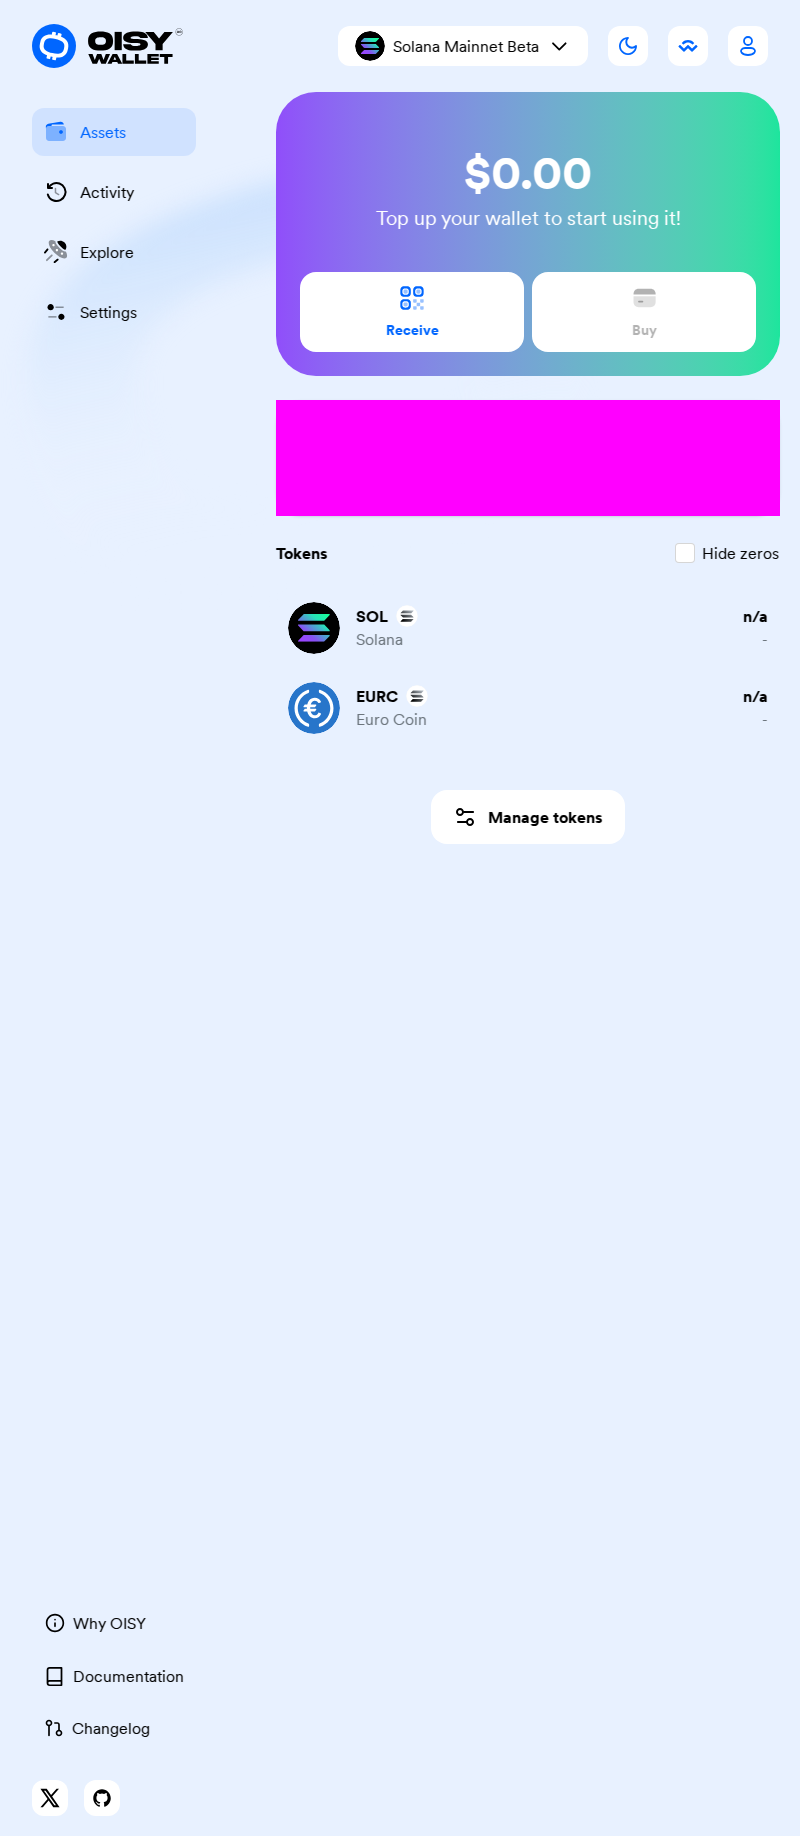 OISY
WALLET
Solana Mainnet Beta
Assets
Activity
Explore
Settings
$0.00
Top up your wallet to start using it!
Receive
Buy
Tokens
Hide zeros
SOL
n/a
Solana
-
EURC
n/a
Euro Coin
-
Manage tokens
Why OISY
Documentation
Changelog